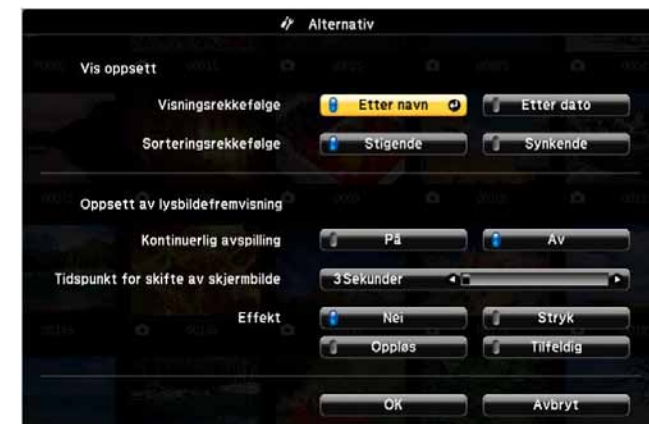 Alternativ
Vis oppsett
Visningsrekkefølge Etter navn Etter dato
Sorteringsrekkefølge Stigende Synkende
Oppsett av lysbildefremvisning
Kontinuerlig avspilling På Av
Tidspunkt for skifte av skjermbilde 3Sekunder
Effekt Nei Stryk
Oppløs Tilfeldig
OK Avbryt